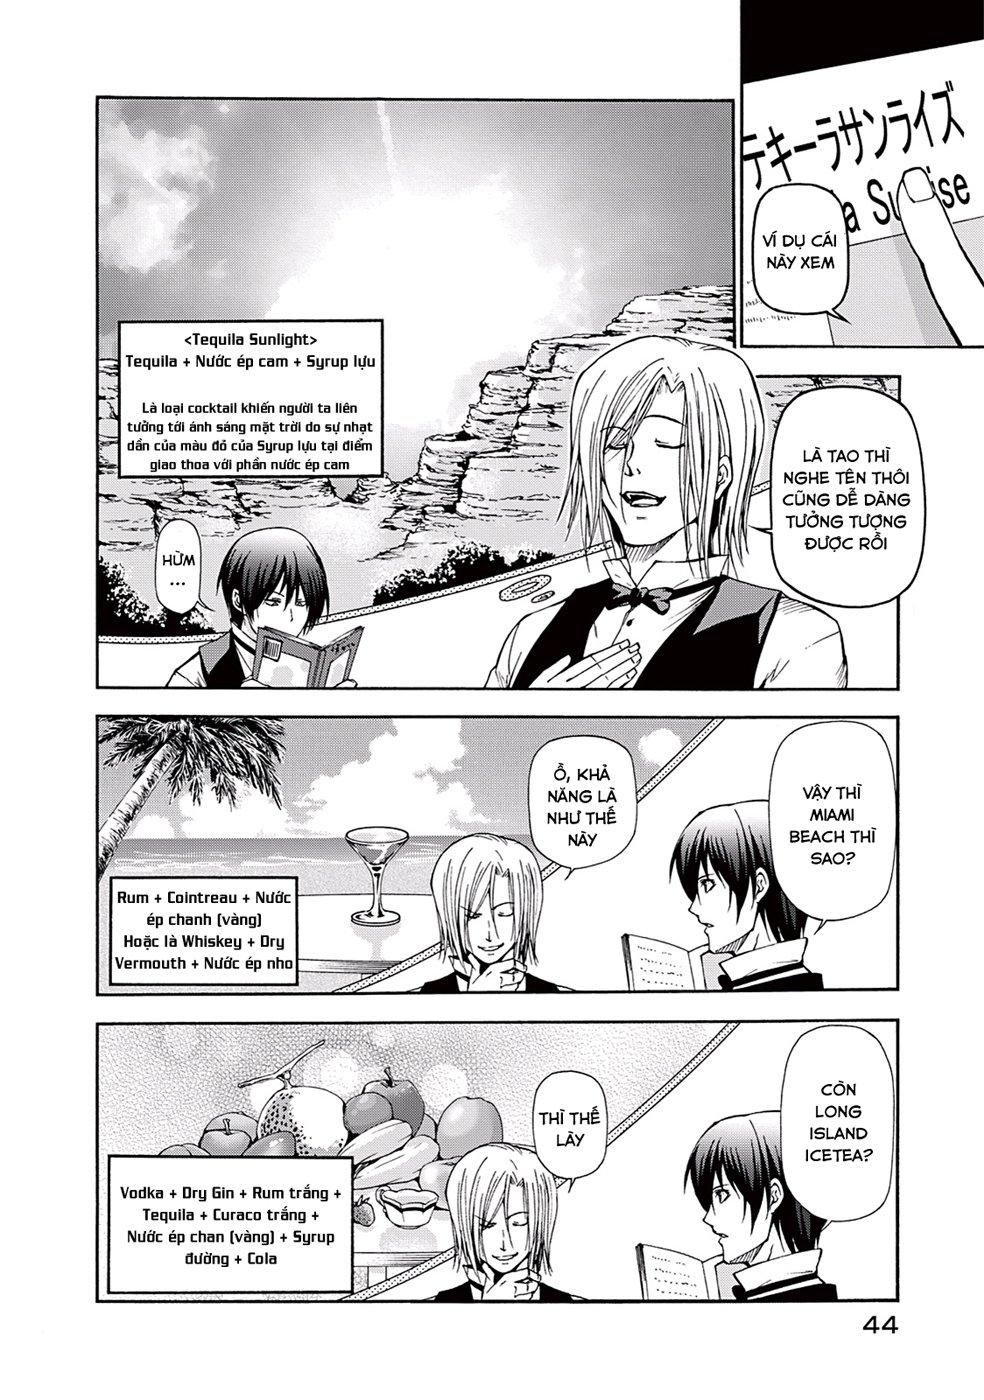 テキーラサンライズ
a Su ise
VÍ DỤ CÁI
NÀY XEM
<Tequila Sunlight>
Tequila + Nước ép cam + Syrup lựu
Là loại cocktail khiến người ta liên
tưởng tới ánh sáng mặt trời do sự nhạt
dần của màu đỏ của Syrup lựu tại điểm
giao thoa với phần nước ép cam
LÀ TAO THÌ
NGHE TÊN THÔI
CŨNG DỄ DÀNG
TƯỞNG TƯỢNG
ĐƯỢC RỒI
HỪM
...
VẬY THÌ
MIAMI
BEACH THÌ
SAO?
Ồ, KHẢ
NĂNG LÀ
NHƯ THẾ
NÀY
Rum + Cointreau + Nước
ép chanh (vàng)
Hoặc là Whiskey + Dry
Vermouth + Nước ép nho
CÒN
LONG
ISLAND
ICETEA?
THÌ THẾ
LÀY
Vodka + Dry Gin + Rum trắng +
Tequila + Curaco trắng +
Nước ép chan (vàng) + Syrup
đường + Cola
44